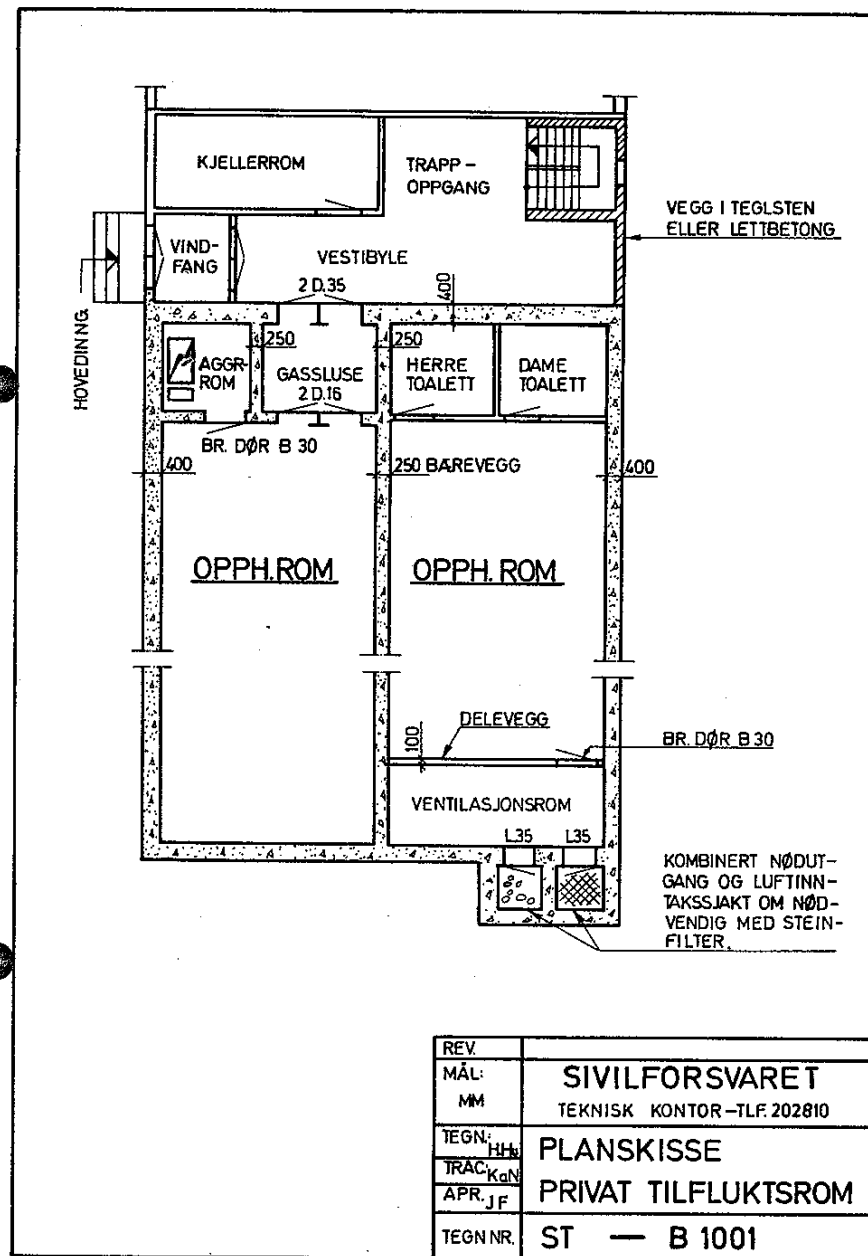 KJELLERROM
TRAPP-
OPPGANG
VEGG I TEGLSTEN
ELLER LETTBETONG
VIND-
FANG
VESTIBYLE
HOVEDINNG.
2 D.35
400
250
250
AGGR-
ROM
GASSLUSE
2 D.16
HERRE
TOALETT
DAME
TOALETT
BR. DØR B 30
400
250 BÆREVEGG
400
OPPH.ROM
OPPH. ROM
DELEVEGG
100
BR. DØR B 30
VENTILASJONSROM
L35
L35
KOMBINERT NØDUT-
GANG OG LUFTINN-
TAKSSJAKT OM NØD-
VENDIG MED STEIN-
FILTER.
REV.
MÅL:
MM
SIVILFORSVARET
TEKNISK KONTOR-TLF. 202810
TEGN.:
TRAC. KaN
APR. JF
PLANSKISSE
PRIVAT TILFLUKTSROM
TEGN NR. ST — B 1001